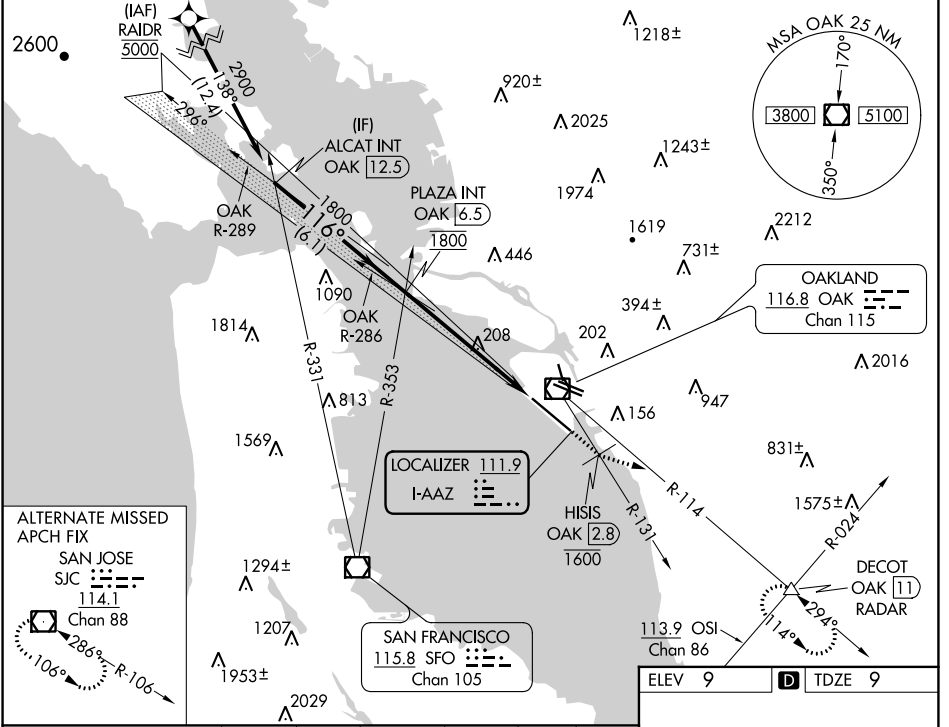 (IAF)
RAIDR
5000
2600
2900
138°
(12.4)
296°
OAK
R-289
(IF)
ALCAT INT
OAK 12.5
1800
116°
(6.1)
PLAZA INT
OAK 6.5
1800
OAK
R-286
1218±
920±
2025
1243±
1974
1619
2212
731±
446
394±
202
208
1090
1814
813
1569
156
947
2016
831±
1575±
MSA OAK 25 NM
170°
3800
5100
350°
OAKLAND
116.8 OAK
Chan 115
R-331
R-353
LOCALIZER 111.9
I-AAZ
HISIS
OAK 2.8
1600
R-131
R-114
R-024
DECOT
OAK 11
RADAR
294°
114°
113.9 OSI
Chan 86
ALTERNATE MISSED
APCH FIX
SAN JOSE
SJC
114.1
Chan 88
286°
R-106
106°
1294±
1207
1953±
2029
SAN FRANCISCO
115.8 SFO
Chan 105
ELEV 9 D TDZE 9